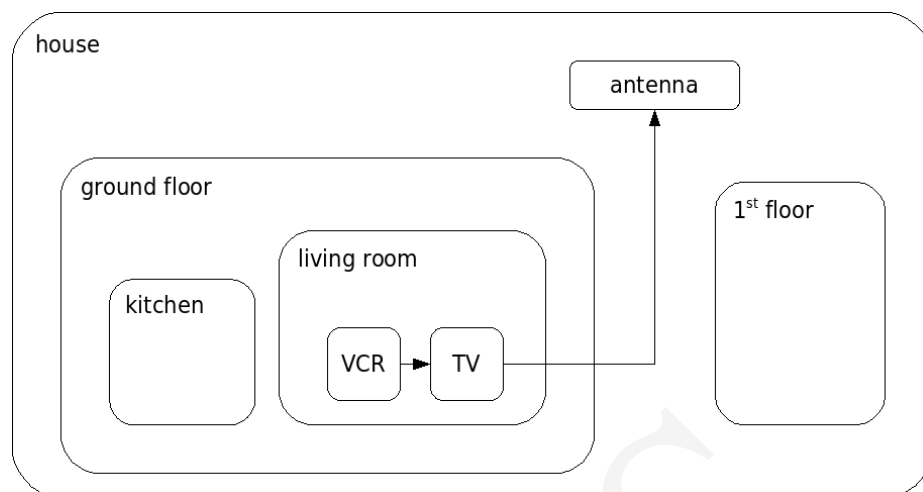 house
antenna
ground floor
1st floor
living room
kitchen
VCR
TV